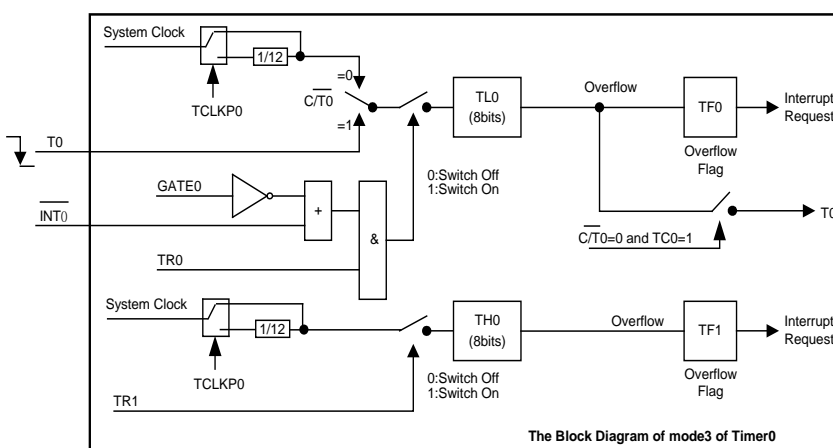 System Clock
1/12
TCLKP0
=0
C/T0
=1
T0
GATE0
INT0
+
&
TR0
0:Switch Off
1:Switch On
TL0
(8bits)
Overflow
TF0
Overflow
Flag
Interrupt
Request
T0
C/T0=0 and TC0=1
System Clock
1/12
TCLKP0
TR1
0:Switch Off
1:Switch On
TH0
(8bits)
Overflow
TF1
Overflow
Flag
Interrupt
Request
The Block Diagram of mode3 of Timer0